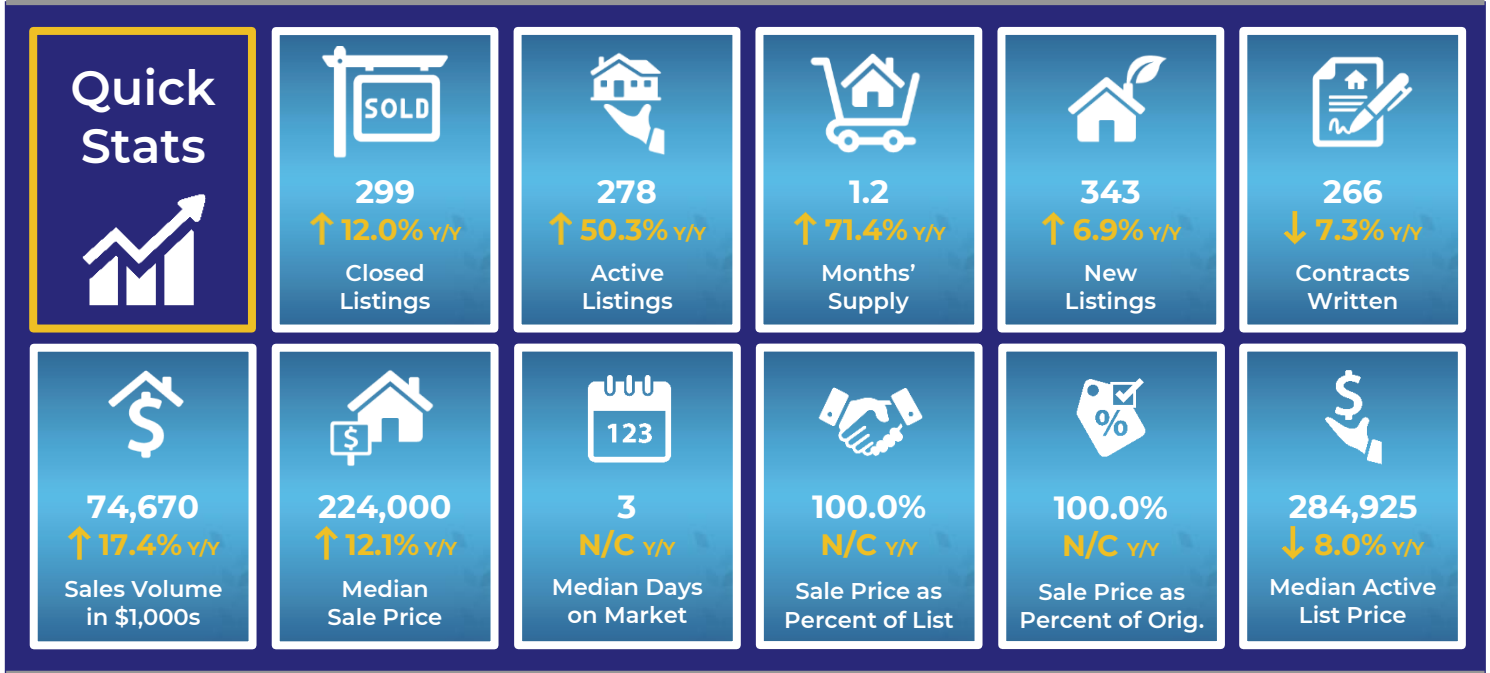 Quick
Stats
SOLD
299
↑ 12.0% Y/Y
Closed
Listings
278
↑ 50.3% Y/Y
Active
Listings
1.2
↑ 71.4% Y/Y
Months’
Supply
343
↑ 6.9% Y/Y
New
Listings
266
↓ 7.3% Y/Y
Contracts
Written
$
74,670
↑ 17.4% Y/Y
Sales Volume
in $1,000s
$
224,000
↑ 12.1% Y/Y
Median
Sale Price
123
3
N/C Y/Y
Median Days
on Market
100.0%
N/C Y/Y
Sale Price as
Percent of List
%
100.0%
N/C Y/Y
Sale Price as
Percent of Orig.
$
284,925
↓ 8.0% Y/Y
Median Active
List Price